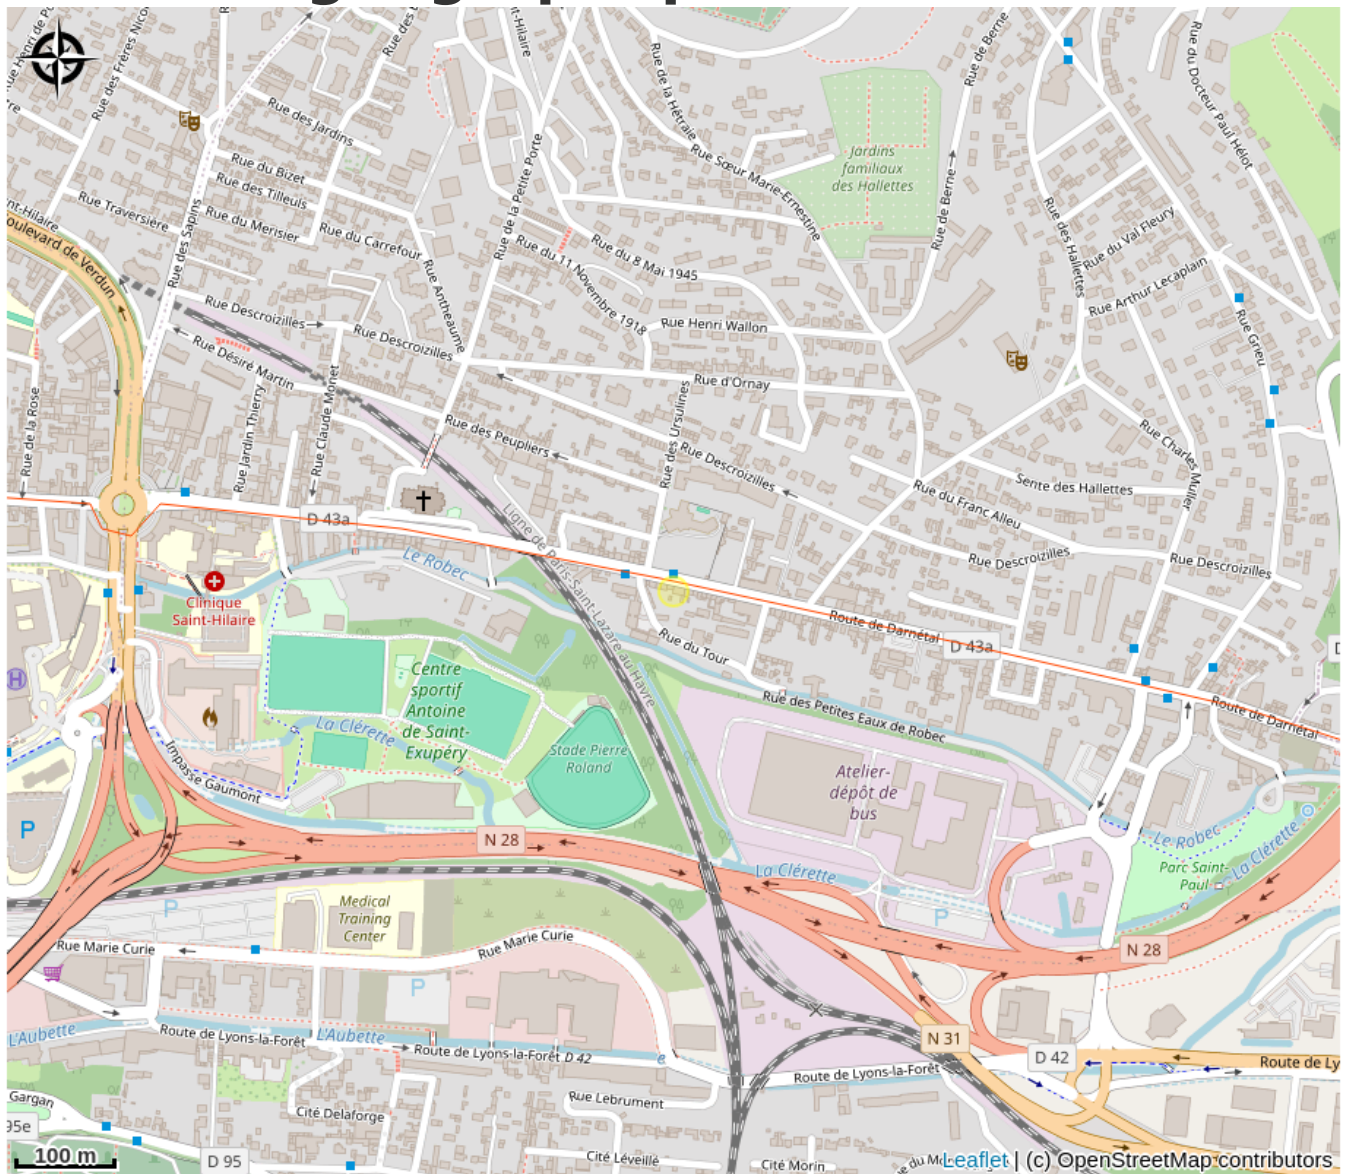 Rue des Frères Nico
Rue des Jardins
Rue de la Hétraie
Rue de Berne
Rue du Docteur Paul Hélot
Rue du Bizet
Rue des Tilleuls
Rue du Merisier
Rue Traversière
Rue des Sapins
Rue du Carrefour
Rue Antheaume
Rue de la Petite Porte
Rue Sœur Marie-Ernestine
Jardins
familiaux
des Hallettes
Rue de Berne
Rue des Hallettes
Rue du Val Fleury
Rue Arthur Lecaplain
Rue Grieu
nt-Hilaire
oulevard de Verdun
Rue du 11 Novembre 1918
Rue du 8 Mai 1945
Rue Henri Wallon
Rue Descroizilles
Rue Descroizilles
Rue Désiré Martin
Rue d'Ornay
Rue de la Rose
Rue Jardin Thierry
Rue Claude Monet
Rue des Peupliers
Rue des Ursulines
Rue Descroizilles
Rue Charles Muller
Sente des Hallettes
Rue du Franc Alleu
Rue Descroizilles
Rue Descroizilles
D 43a
Ligne de Paris-Saint-Lazare au Havre
Le Robec
Clinique
Saint-Hilaire
Route de Darnétal
D 43a
Rue du Tour
Centre
sportif
Antoine
de Saint-
Exupéry
La Clérette
Stade Pierre
Roland
Rue des Petites Eaux de Robec
Route de Darnétal
Atelier-
dépôt de
bus
Impasse Gaumont
P
N 28
La Clérette
Le Robec
La Clérette
Parc Saint-
Paul
P
P
Medical
Training
Center
Rue Marie Curie
Rue Marie Curie
N 28
P
L'Aubette
Route de Lyons-la-Forêt
L'Aubette
Route de Lyons-la-Forêt D 42
e
N 31
D 42
Route de Ly
Route de Lyons-la-Forêt
Gargan
95e
Cité Delaforge
Rue Lebrument
100 m
D 95
Cité Léveillé
Cité Morin
Leaflet | (c) OpenStreetMap contributors